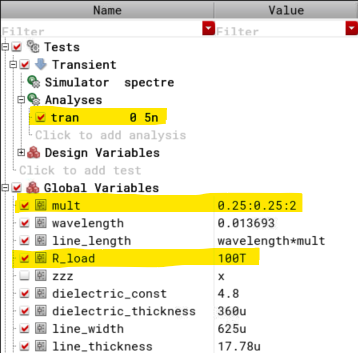 Name Value
Filter Filter
Tests
Transient
Simulator spectre
Analyses
tran 0 5n
Click to add analysis
Design Variables
Click to add test
Global Variables
mult 0.25:0.25:2
wavelength 0.013693
line_length wavelength*mult
R_load 100T
zzz x
dielectric_const 4.8
dielectric_thickness 360u
line_width 625u
line_thickness 17.78u